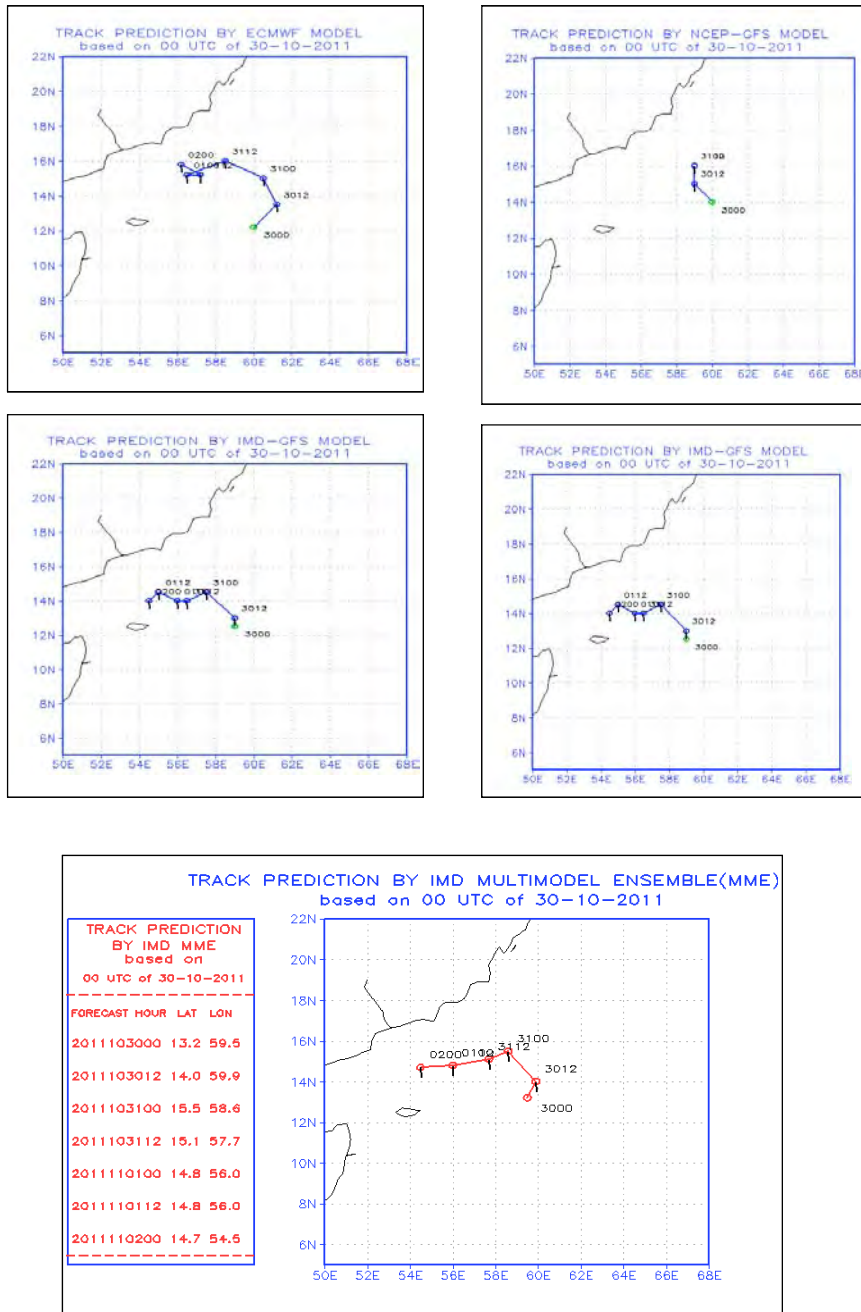 TRACK PREDICTION BY ECMWF MODEL
based on 00 UTC of 30-10-2011
22N
20N
18N
16N
14N
12N
10N
8N
6N
50E 52E 54E 56E 58E 60E 62E 64E 66E 68E
3112
0200
3100
3012
3000
TRACK PREDICTION BY NCEP-GFS MODEL
based on 00 UTC of 30-10-2011
22N
20N
18N
16N
14N
12N
10N
8N
6N
50E 52E 54E 56E 58E 60E 62E 64E 66E 68E
3100
3012
3000
TRACK PREDICTION BY IMD-GFS MODEL
based on 00 UTC of 30-10-2011
22N
20N
18N
16N
14N
12N
10N
8N
6N
50E 52E 54E 56E 58E 60E 62E 64E 66E 68E
0112 3100
3012
3000
TRACK PREDICTION BY IMD-GFS MODEL
based on 00 UTC of 30-10-2011
22N
20N
18N
16N
14N
12N
10N
8N
6N
50E 52E 54E 56E 58E 60E 62E 64E 66E 68E
0112 3100
3012
3000
TRACK PREDICTION BY IMD MULTIMODEL ENSEMBLE(MME)
based on 00 UTC of 30-10-2011
TRACK PREDICTION
BY IMD MME
based on
00 UTC of 30-10-2011
FORECAST HOUR LAT LON
2011103000 13.2 59.5
2011103012 14.0 59.9
2011103100 15.5 58.6
2011103112 15.1 57.7
2011110100 14.8 56.0
2011110112 14.8 56.0
2011110200 14.7 54.5
22N
20N
18N
16N
14N
12N
10N
8N
6N
50E 52E 54E 56E 58E 60E 62E 64E 66E 68E
3100
3112
0200
3012
3000